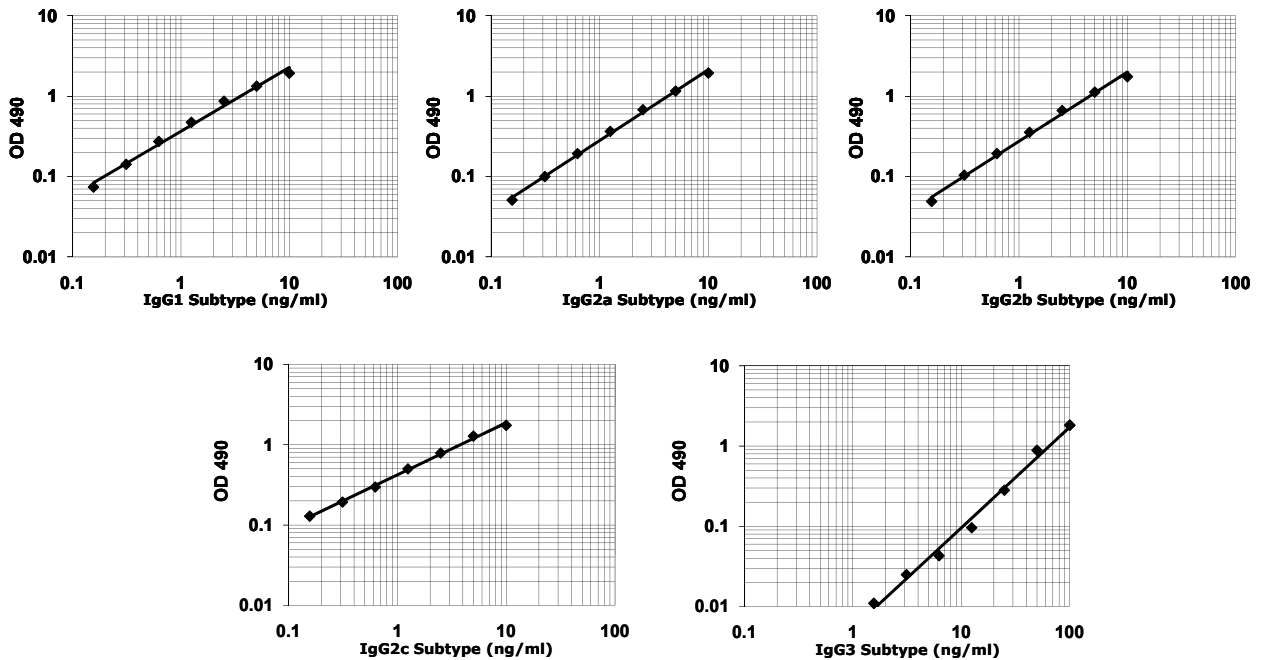 10
1
0.1
0.01
OD 490
0.1 1 10 100
IgG1 Subtype (ng/ml)
10
1
0.1
0.01
OD 490
0.1 1 10 100
IgG2a Subtype (ng/ml)
10
1
0.1
0.01
OD 490
0.1 1 10 100
IgG2b Subtype (ng/ml)
10
1
0.1
0.01
OD 490
0.1 1 10 100
IgG2c Subtype (ng/ml)
10
1
0.1
0.01
OD 490
0.1 1 10 100
IgG3 Subtype (ng/ml)